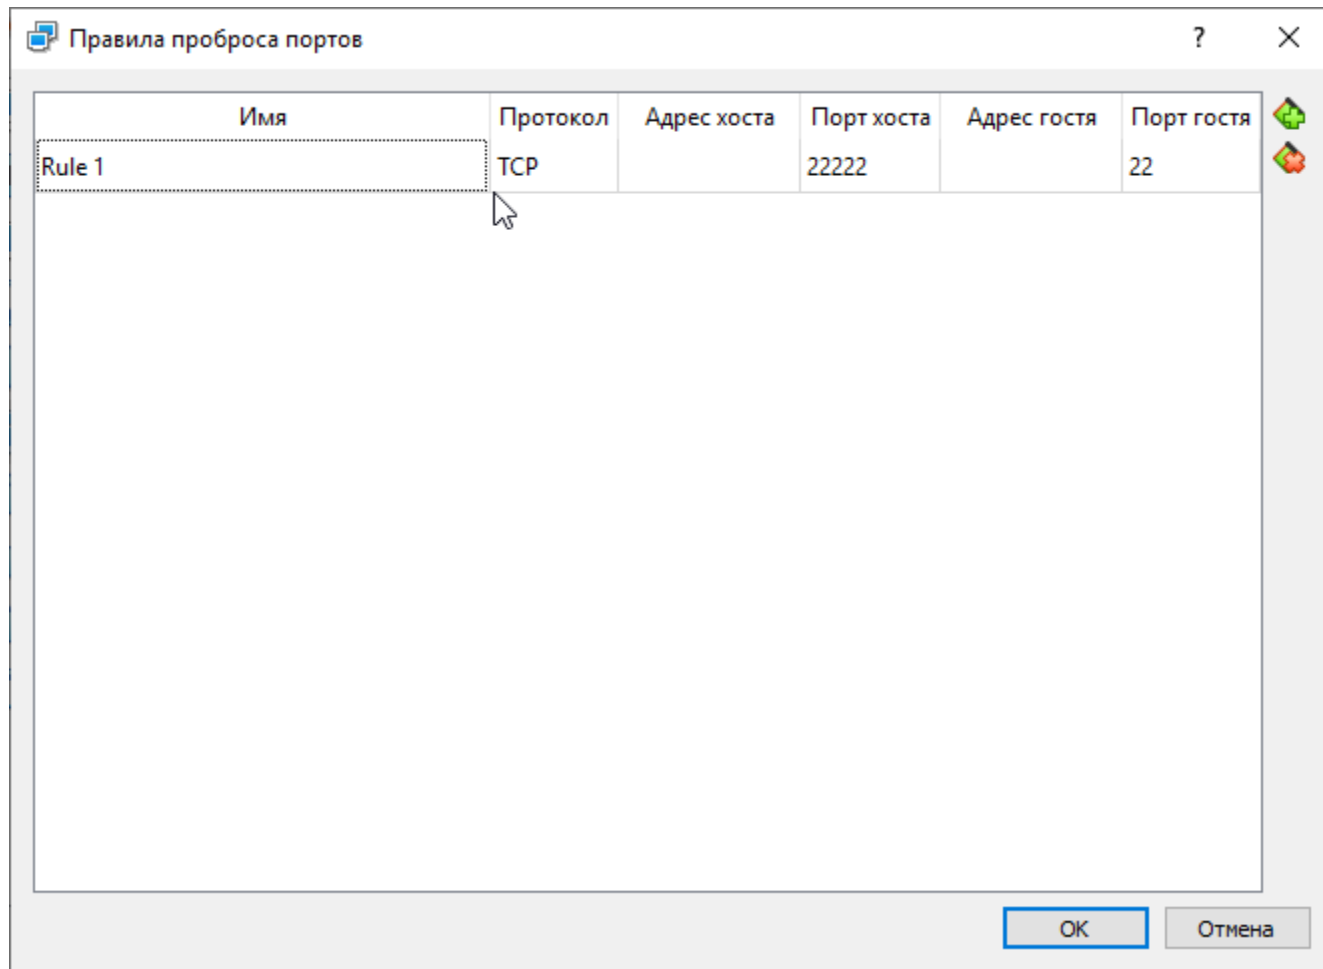 Правила проброса портов ?
Имя Протокол Адрес хоста Порт хоста Адрес гостя Порт гостя
Rule 1 TCP 22222 22
OK Отмена